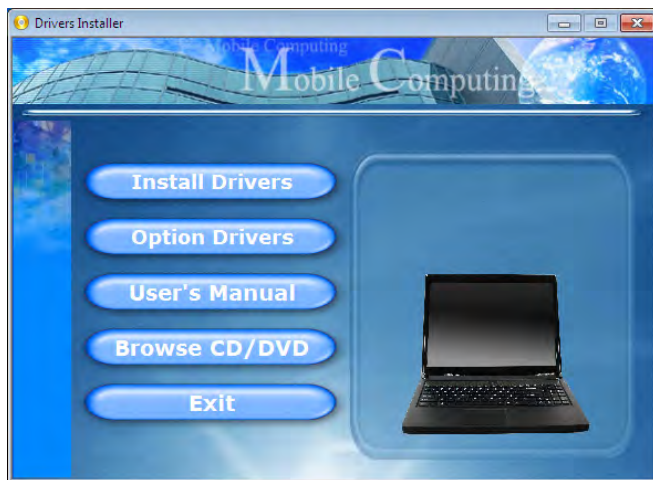 Drivers Installer
Mobile Computing
Mobile Computing
Install Drivers
Option Drivers
User's Manual
Browse CD/DVD
Exit